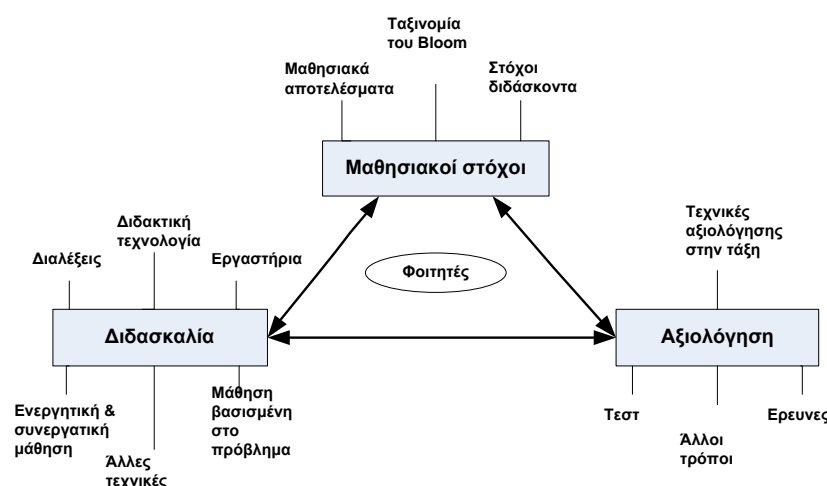 Ταξινομία
του Bloom
Μαθησιακά
αποτελέσματα
Στόχοι
διδάσκοντα
Μαθησιακοί στόχοι
Διδακτική
τεχνολογία
Διαλέξεις
Εργαστήρια
Φοιτητές
Τεχνικές
αξιολόγησης
στην τάξη
Διδασκαλία
Αξιολόγηση
Ενεργητική &
συνεργατική
μάθηση
Άλλες
τεχνικές
Μάθηση
βασισμένη
στο
πρόβλημα
Τεστ
Άλλοι
τρόποι
Ερευνες